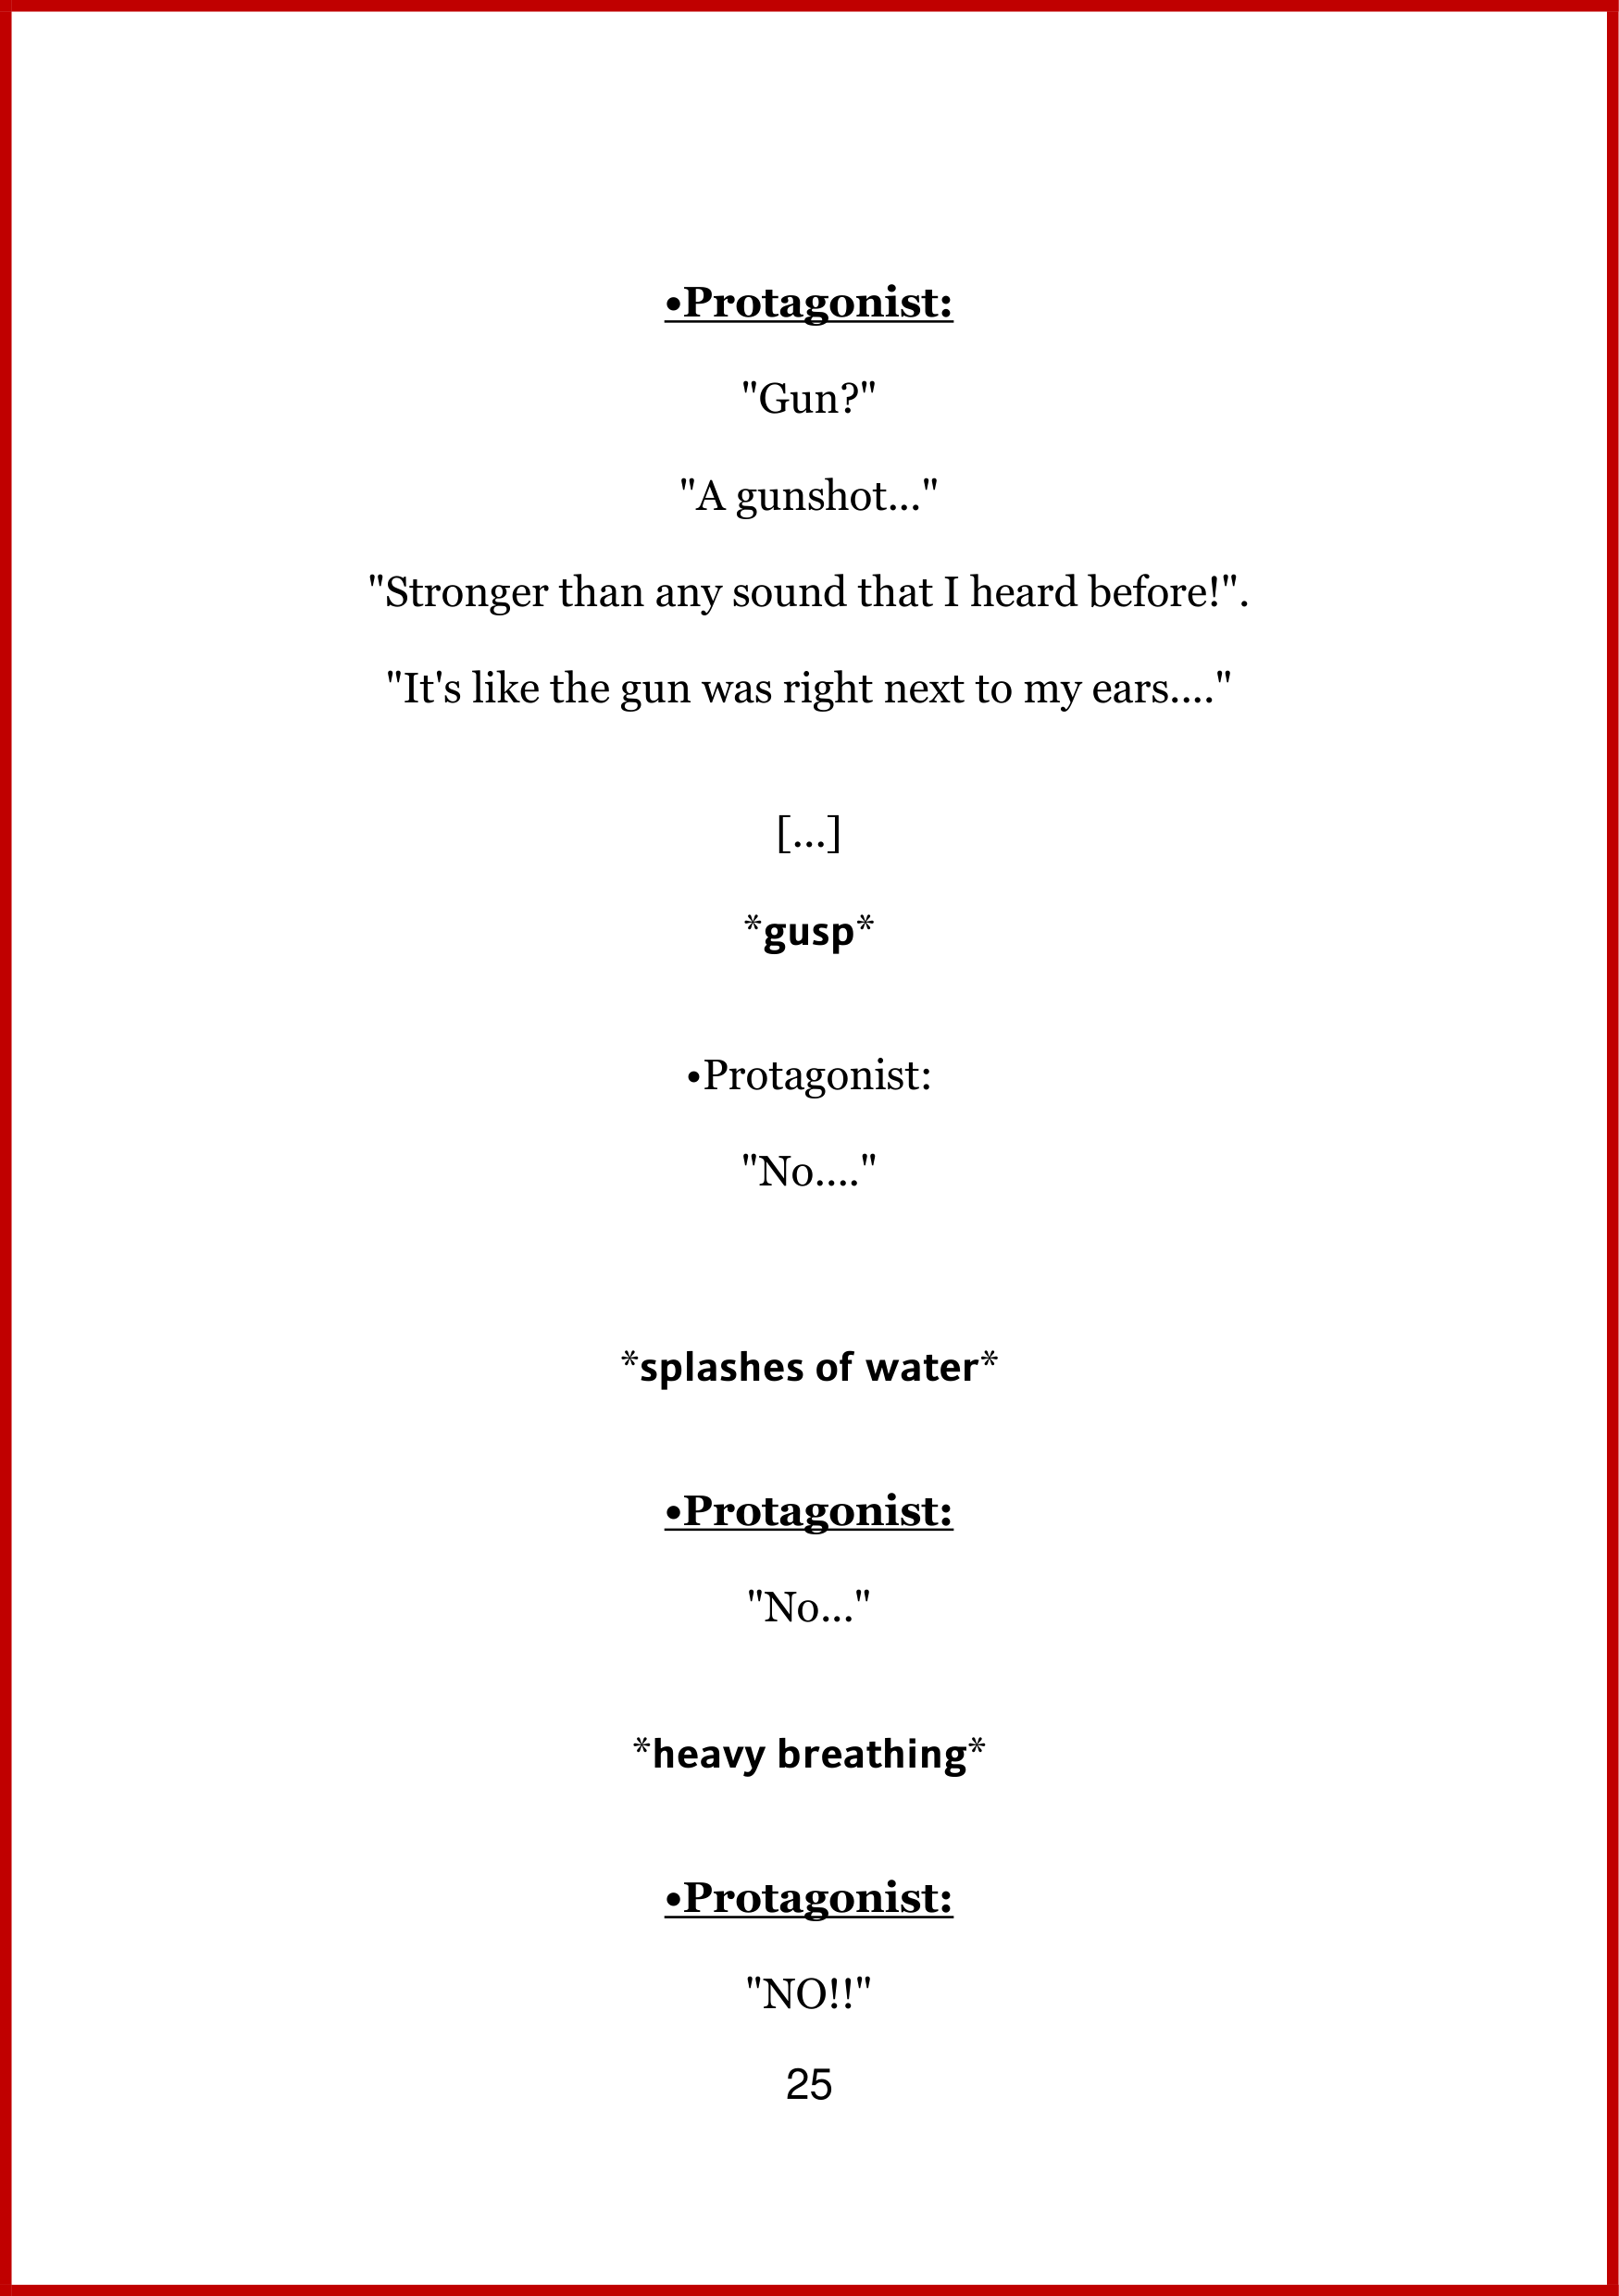 •Protagonist:
"Gun?"
"A gunshot..."
"Stronger than any sound that I heard before!".
"It's like the gun was right next to my ears...."
[...]
*gusp*
•Protagonist:
"No...."
*splashes of water*
•Protagonist:
"No..."
*heavy breathing*
•Protagonist:
"NO!!"
25